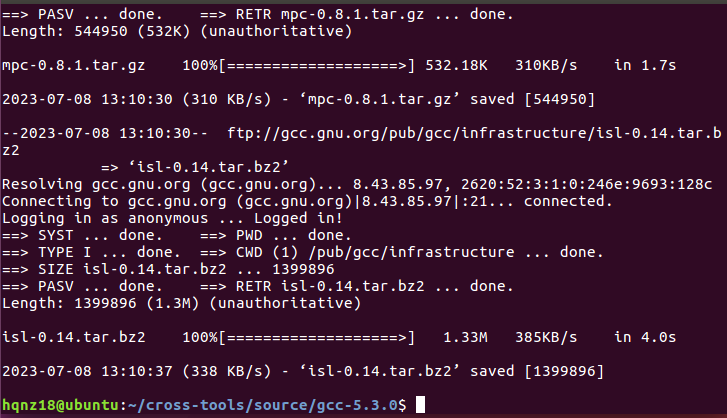 ==> PASV ... done.    ==> RETR mpc-0.8.1.tar.gz ... done.
Length: 544950 (532K) (unauthoritative)
mpc-0.8.1.tar.gz    100%[===================>] 532.18K   310KB/s    in 1.7s
2023-07-08 13:10:30 (310 KB/s) - ‘mpc-0.8.1.tar.gz’ saved [544950]
--2023-07-08 13:10:30--  ftp://gcc.gnu.org/pub/gcc/infrastructure/isl-0.14.tar.b
z2
           => ‘isl-0.14.tar.bz2’
Resolving gcc.gnu.org (gcc.gnu.org)... 8.43.85.97, 2620:52:3:1:0:246e:9693:128c
Connecting to gcc.gnu.org (gcc.gnu.org)|8.43.85.97|:21... connected.
Logging in as anonymous ... Logged in!
==> SYST ... done.    ==> PWD ... done.
==> TYPE I ... done.  ==> CWD (1) /pub/gcc/infrastructure ... done.
==> SIZE isl-0.14.tar.bz2 ... 1399896
==> PASV ... done.    ==> RETR isl-0.14.tar.bz2 ... done.
Length: 1399896 (1.3M) (unauthoritative)
isl-0.14.tar.bz2    100%[===================>]   1.33M   385KB/s    in 4.0s
2023-07-08 13:10:37 (338 KB/s) - ‘isl-0.14.tar.bz2’ saved [1399896]
hqnz18@ubuntu:~/cross-tools/source/gcc-5.3.0$